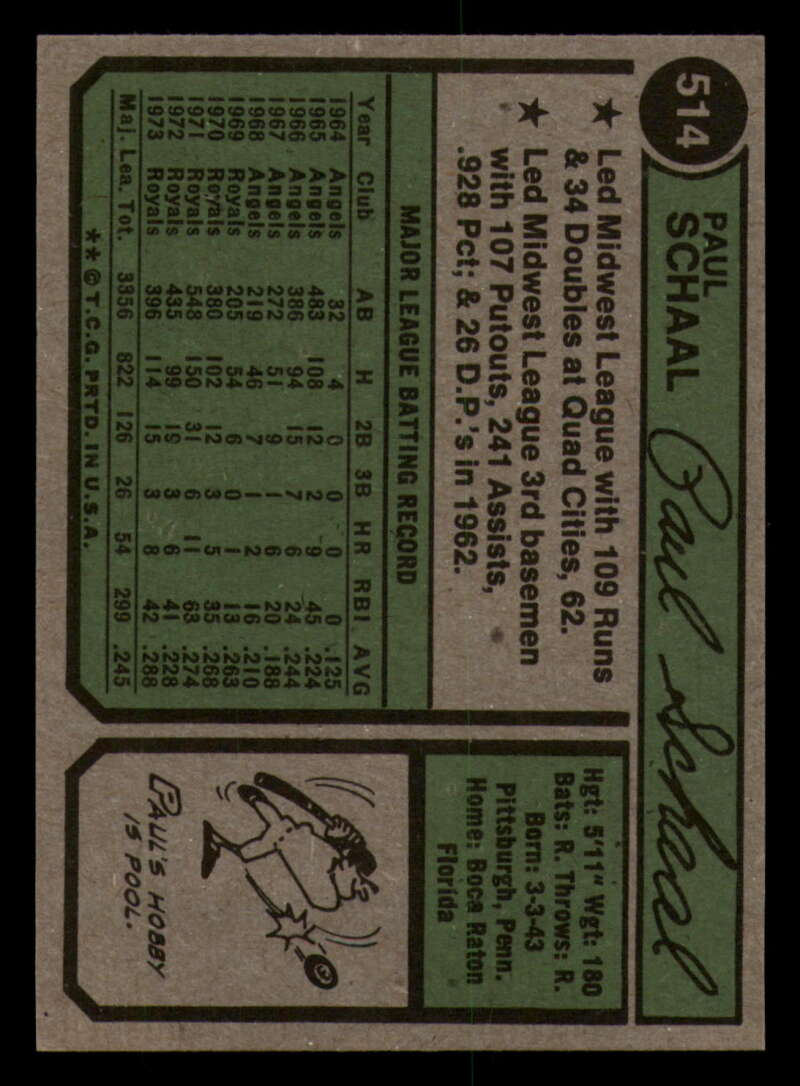 514
PAUL
SCHAAL
Paul Schaal
★ Led Midwest League with 109 Runs
& 34 Doubles at Quad Cities, 62.
★ Led Midwest League 3rd basemen
with 107 Putouts, 241 Assists,
.928 Pct; & 26 D.P.'s in 1962.
MAJOR LEAGUE BATTING RECORD
Year Club AB H 2B 3B HR RBI AVG
1964 Angels 32 4 0 0 0 0 .125
1965 Angels 483 108 12 2 9 45 .224
1966 Angels 386 94 15 7 6 24 .244
1967 Angels 272 51 9 1 6 20 .188
1968 Angels 219 46 7 1 2 16 .210
1969 Royals 205 54 6 0 1 13 .263
1970 Royals 380 102 12 3 5 35 .268
1971 Royals 548 150 31 6 11 63 .274
1972 Royals 435 99 19 3 6 41 .228
1973 Royals 396 114 15 3 8 42 .288
Maj. Lea. Tot. 3356 822 126 26 54 299 .245
**©T.C.G. PRTD. IN U.S.A.
Hgt: 5'11" Wgt: 180
Bats: R. Throws: R.
Born: 3-3-43
Pittsburgh, Penn.
Home: Boca Raton
Florida
PAUL'S HOBBY
IS POOL.
8